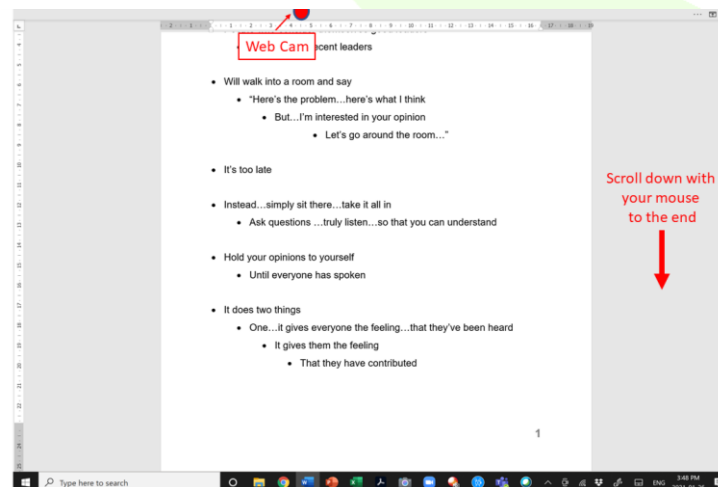 Web Cam
ecent leaders
Will walk into a room and say
“Here’s the problem…here’s what I think
But…I’m interested in your opinion
Let’s go around the room…”
It’s too late
Instead…simply sit there…take it all in
Ask questions …truly listen…so that you can understand
Hold your opinions to yourself
Until everyone has spoken
It does two things
One…it gives everyone the feeling…that they’ve been heard
It gives them the feeling
That they have contributed
1
Scroll down with
your mouse
to the end
Type here to search
ENG
3:46 PM